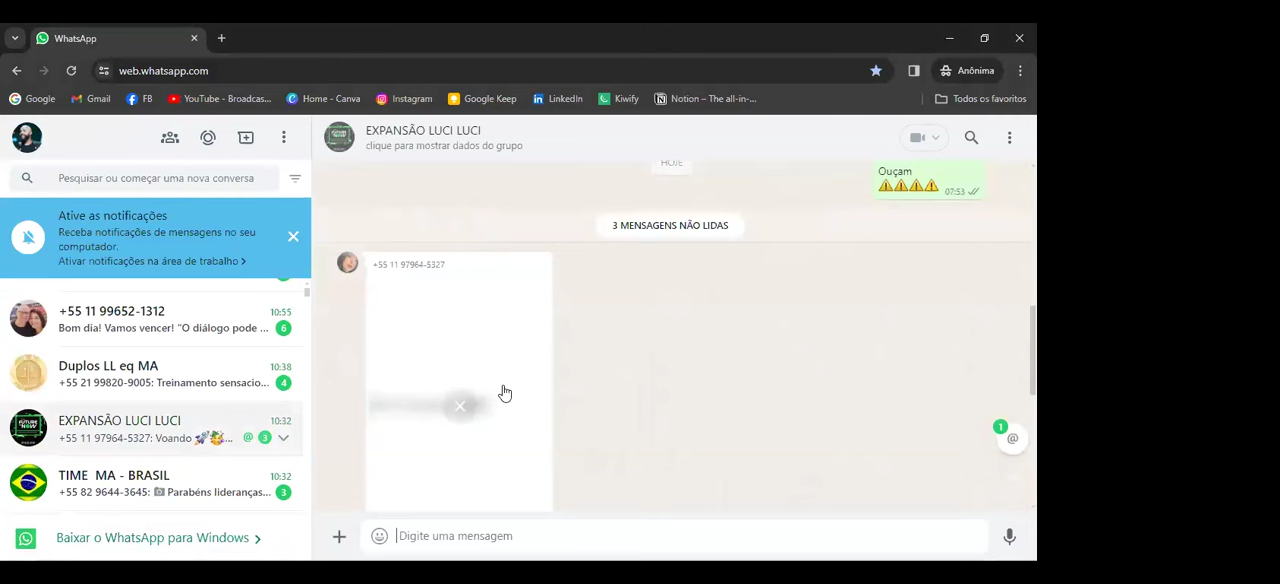 WhatsApp
web.whatsapp.com
Anônima
Google
Gmail
FB
YouTube - Broadcas...
Home - Canva
Instagram
Google Keep
LinkedIn
Kiwify
Notion – The all-in-...
Todos os favoritos
EXPANSÃO LUCI LUCI
clique para mostrar dados do grupo
Pesquisar ou começar uma nova conversa
HOJE
Ouçam
⚠️⚠️⚠️⚠️ 07:53
3 MENSAGENS NÃO LIDAS
Ative as notificações
Receba notificações de mensagens no seu
computador.
Ativar notificações na área de trabalho >
+55 11 97964-5327
+55 11 99652-1312 10:55
Bom dia! Vamos vencer! "O diálogo pode ... 6
Duplos LL eq MA 10:38
+55 21 99820-9005: Treinamento sensacio... 4
EXPANSÃO LUCI LUCI 10:32
+55 11 97964-5327: Voando 🚀🥳... @ 3
FUTURE NOW
1
@
TIME MA - BRASIL 10:32
+55 82 9644-3645: 📷 Parabéns lideranças... 3
Baixar o WhatsApp para Windows >
Digite uma mensagem